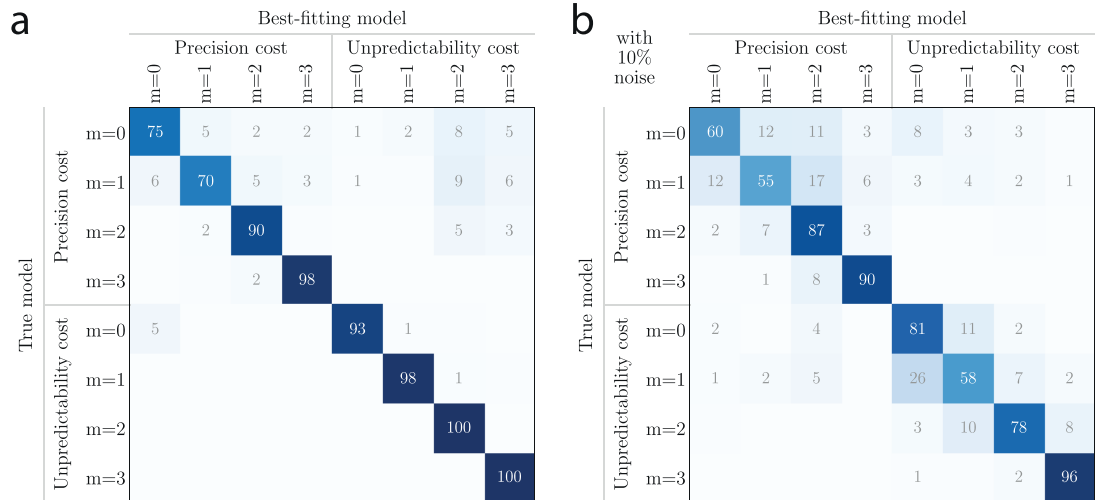 a
Best-fitting model
Precision cost Unpredictability cost
m=0 m=1 m=2 m=3 m=0 m=1 m=2 m=3
True model
Precision cost
Unpredictability cost
m=0 75 5 2 2 1 2 8 5
m=1 6 70 5 3 1 9 6
m=2 2 90 5 3
m=3 2 98
m=0 5 93 1
m=1 98 1
m=2 100
m=3 100
b
with
10%
noise
Best-fitting model
Precision cost Unpredictability cost
m=0 m=1 m=2 m=3 m=0 m=1 m=2 m=3
True model
Precision cost
Unpredictability cost
m=0 60 12 11 3 8 3 3
m=1 12 55 17 6 3 4 2 1
m=2 2 7 87 3
m=3 1 8 90
m=0 2 4 81 11 2
m=1 1 2 5 26 58 7 2
m=2 3 10 78 8
m=3 1 2 96